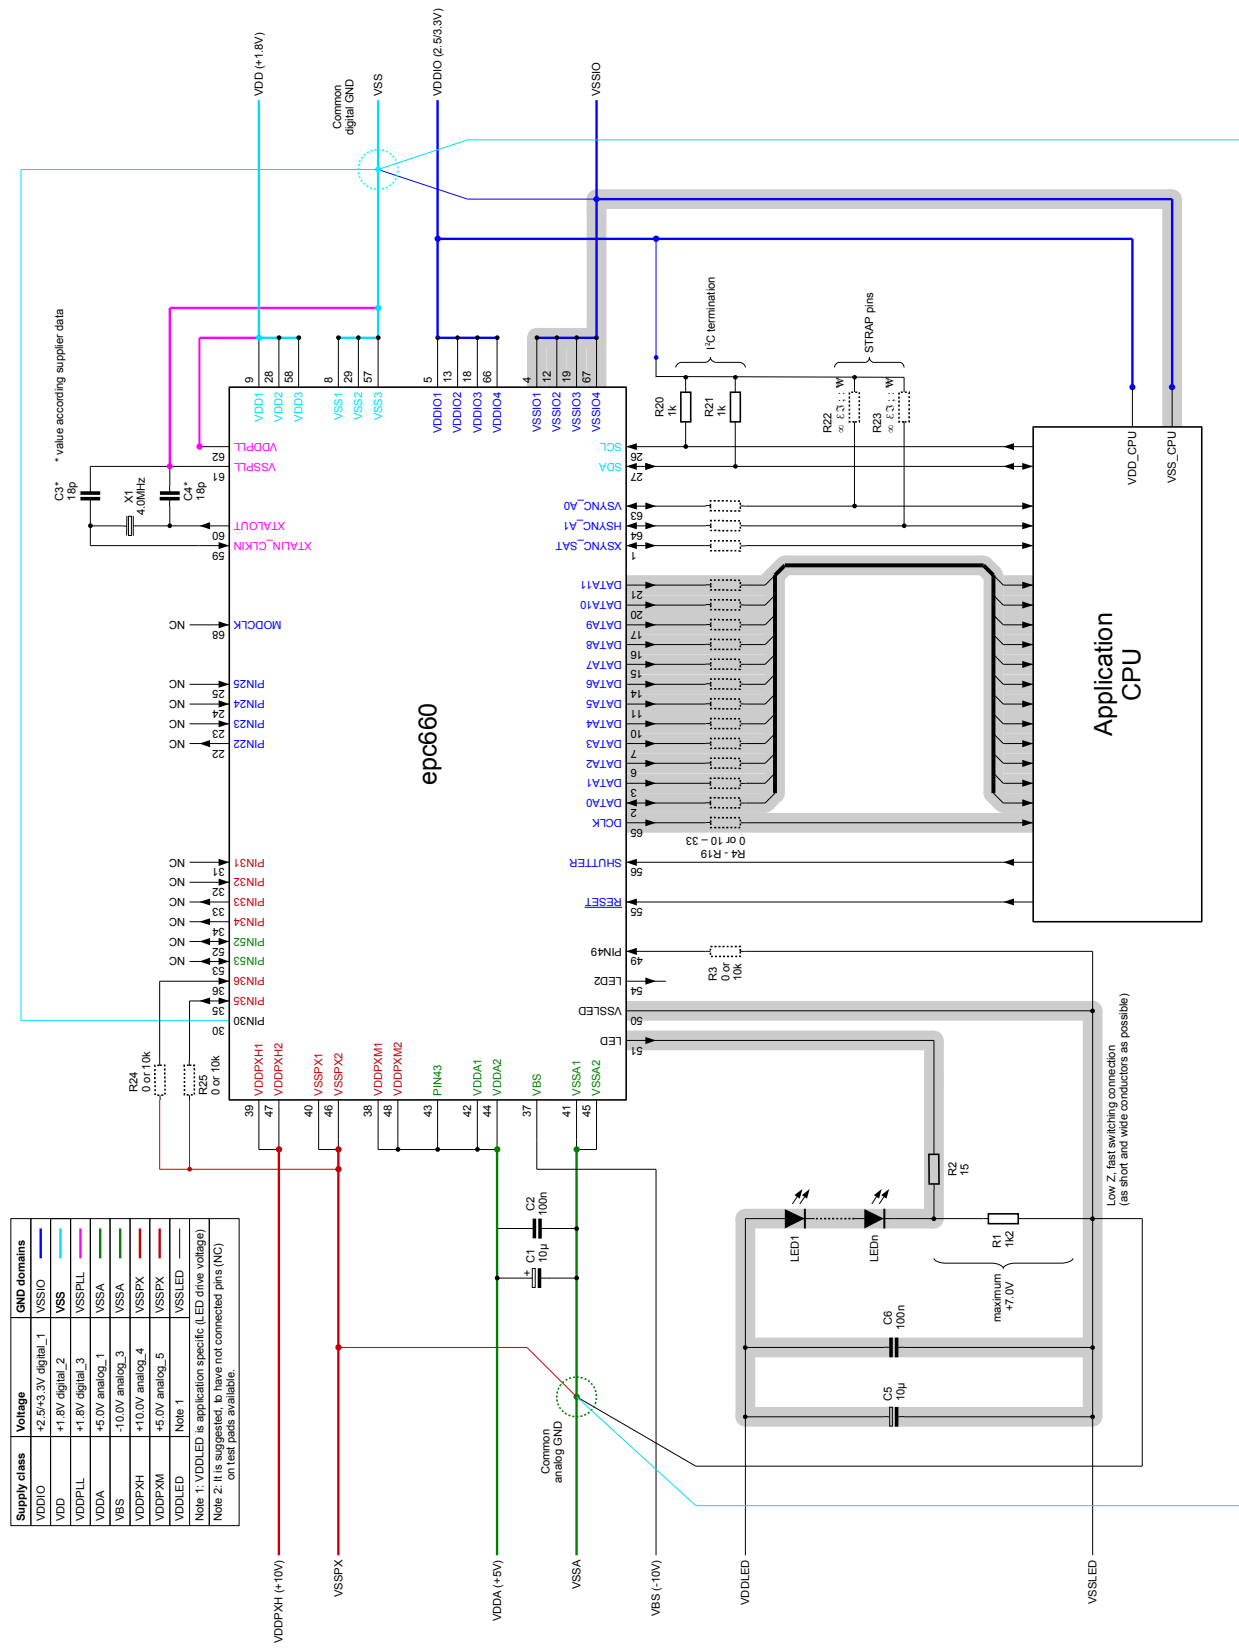 VDD (+1.8V)
Common
digital GND
VSS
VDDIO (2.5/3.3V)
VSSIO
* value according supplier data
C3*
18p
X1
4.0MHz
C4*
18p
9
28
58
8
29
57
5
13
18
66
4
12
19
67
VDD1
VDD2
VDD3
VSS1
VSS2
VSS3
VDDIO1
VDDIO2
VDDIO3
VDDIO4
VSSIO1
VSSIO2
VSSIO3
VSSIO4
62
VDDPLL
61
VSSPLL
60
XTALOUT
59
XTALIN_CLKIN
NC
68
MODCLK
NC
25
PIN25
NC
24
PIN24
NC
23
PIN23
NC
22
PIN22
NC
31
PIN31
NC
32
PIN32
NC
33
PIN33
NC
34
PIN34
NC
52
PIN52
NC
53
PIN53
36
PIN36
35
PIN35
30
PIN30
R24
0 or 10k
R25
0 or 10k
epc660
I²C termination
R20
1k
R21
1k
STRAP pins
R22
R23
SCL
26
SDA
27
VSYNC_A0
63
HSYNC_A1
64
XSYNC_SAT
1
DATA11
21
DATA10
20
DATA9
17
DATA8
16
DATA7
15
DATA6
14
DATA5
11
DATA4
10
DATA3
7
DATA2
6
DATA1
3
DATA0
2
DCLK
65
R4 - R19
0 or 10 – 33
SHUTTER
56
RESET
55
PIN49
49
R3
0 or
10k
LED2
54
VSSLED
50
LED
51
VDD_CPU
VSS_CPU
Application
CPU
VDDPXH1
VDDPXH2
VSSPX1
VSSPX2
VDDPXM1
VDDPXM2
PIN43
VDDA1
VDDA2
VBS
VSSA1
VSSA2
39
47
40
46
38
48
43
42
44
37
41
45
C2
100n
C1
10µ
+
R2
15
LED1
LEDn
R1
1k2
maximum
+7.0V
C6
100n
C5
10µ
Low Z, fast switching connection
(as short and wide conductors as possible)
Common
analog GND
VDDPXH (+10V)
VSSPX
VDDA (+5V)
VSSA
VBS (-10V)
VDDLED
VSSLED
Supply class Voltage GND domains
VDDIO +2.5/+3.3V digital_1 VSSIO
VDD +1.8V digital_2 VSS
VDDPLL +1.8V digital_3 VSSPLL
VDDA +5.0V analog_1 VSSA
VBS -10.0V analog_3 VSSA
VDDPXH +10.0V analog_4 VSSPX
VDDPXM +5.0V analog_5 VSSPX
VDDLED Note 1 VSSLED
Note 1: VDDLED is application specific (LED drive voltage)
Note 2: It is suggested, to have not connected pins (NC)
on test pads available.